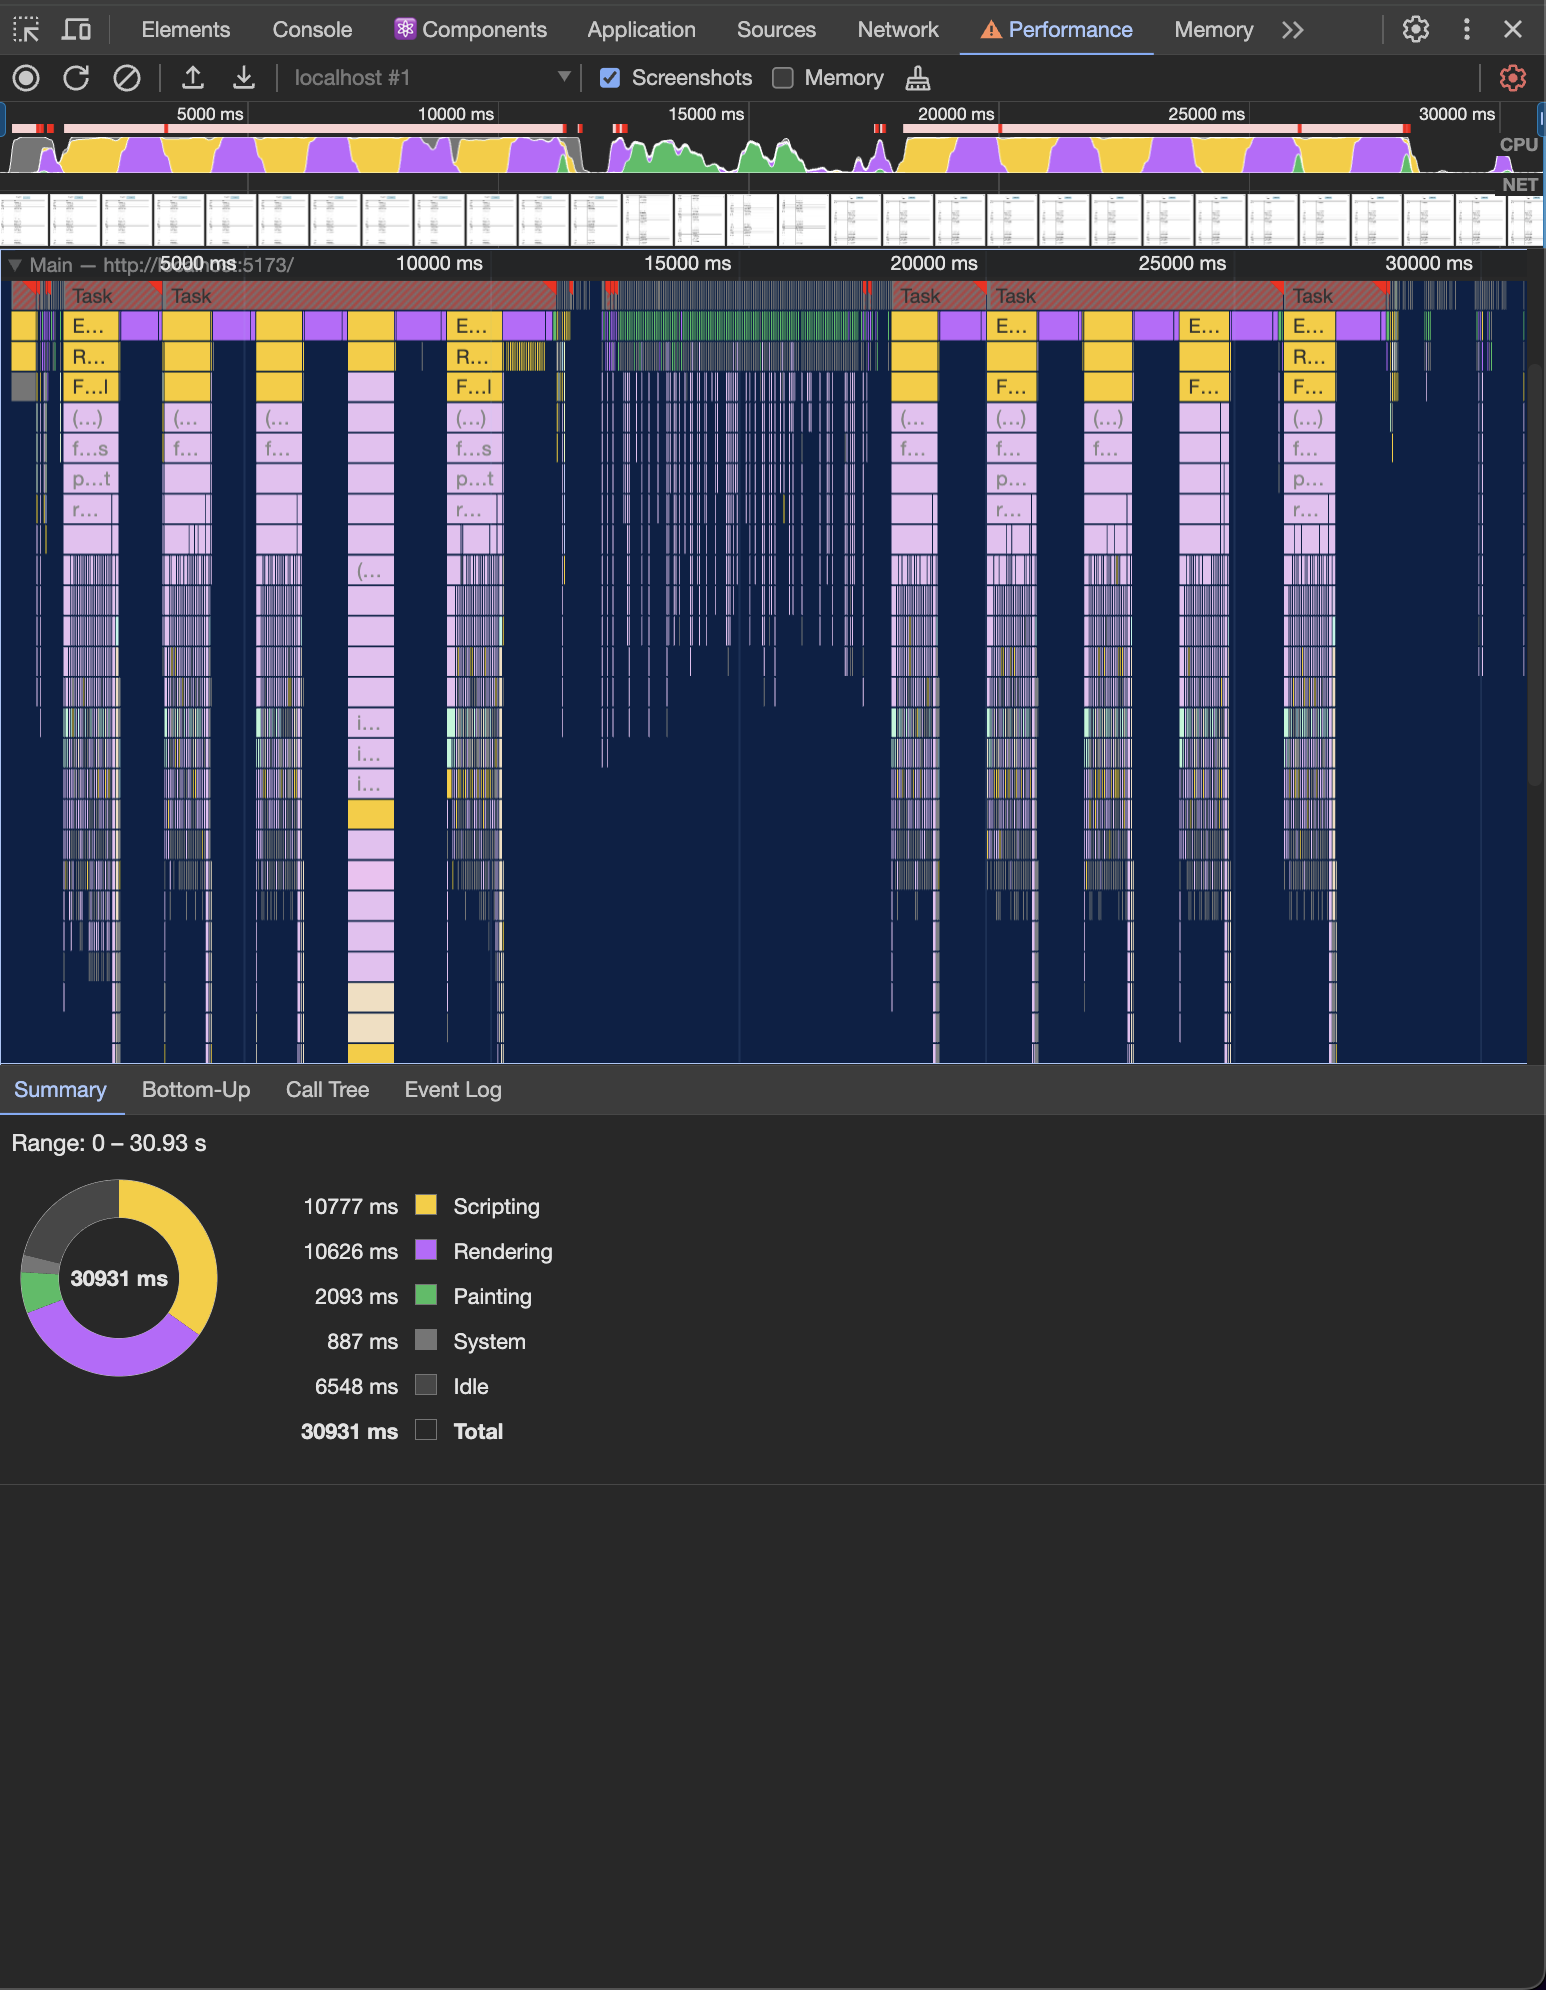 Elements Console Components Application Sources Network Performance Memory
localhost #1 Screenshots Memory
5000 ms 10000 ms 15000 ms 20000 ms 25000 ms 30000 ms
CPU
NET
Main — http://localhost:5173/ 5000 ms 10000 ms 15000 ms 20000 ms 25000 ms 30000 ms
Task Task Task Task Task
E... E... E... E... E...
R... R... R...
F...l F...l F... F... F...
(...) (... (... (...) (... (...) (...) (...)
f...s f... f... f...s f... f... f... f...
p...t p...t p... p...
r... r... r... r...
(...
i...
i...
i...
Summary Bottom-Up Call Tree Event Log
Range: 0 – 30.93 s
10777 ms Scripting
10626 ms Rendering
30931 ms
2093 ms Painting
887 ms System
6548 ms Idle
30931 ms Total